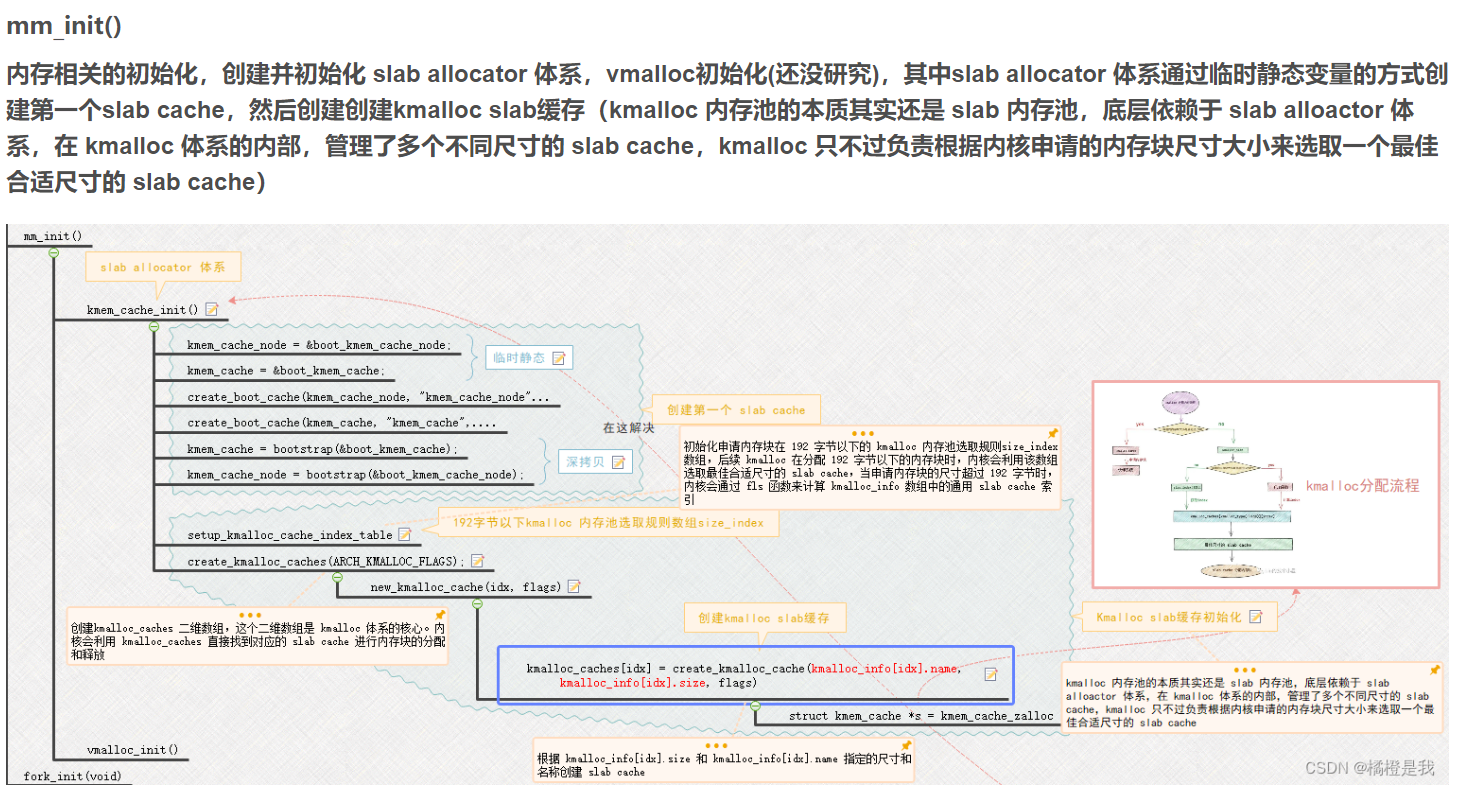 mm_init()
内存相关的初始化，创建并初始化 slab allocator 体系，vmalloc初始化(还没研究)，其中slab allocator 体系通过临时静态变量的方式创
建第一个slab cache，然后创建创建kmalloc slab缓存（kmalloc 内存池的本质其实还是 slab 内存池，底层依赖于 slab alloactor 体
系，在 kmalloc 体系的内部，管理了多个不同尺寸的 slab cache，kmalloc 只不过负责根据内核申请的内存块尺寸大小来选取一个最佳
合适尺寸的 slab cache）
mm_init()
slab allocator 体系
kmem_cache_init()
kmem_cache_node = &boot_kmem_cache_node;
临时静态
kmem_cache = &boot_kmem_cache;
create_boot_cache(kmem_cache_node, "kmem_cache_node"...
创建第一个 slab cache
create_boot_cache(kmem_cache, "kmem_cache",....
在这解决
kmem_cache = bootstrap(&boot_kmem_cache);
深拷贝
kmem_cache_node = bootstrap(&boot_kmem_cache_node);
初始化申请内存块在 192 字节以下的 kmalloc 内存池选取规则size_index
数组，后续 kmalloc 在分配 192 字节以下的内存块时，内核会利用该数组
选取最佳合适尺寸的 slab cache，当申请内存块的尺寸超过 192 字节时，
内核会通过 fls 函数来计算 kmalloc_info 数组中的通用 slab cache 索
引
kmalloc分配流程
yes
no
no
yes
192字节以下kmalloc 内存池选取规则数组size_index
setup_kmalloc_cache_index_table
create_kmalloc_caches(ARCH_KMALLOC_FLAGS);
new_kmalloc_cache(idx, flags)
创建kmalloc_caches 二维数组，这个二维数组是 kmalloc 体系的核心。内
核会利用 kmalloc_caches 直接找到对应的 slab cache 进行内存块的分配
和释放
创建kmalloc slab缓存
Kmalloc slab缓存初始化
kmalloc_caches[idx] = create_kmalloc_cache(kmalloc_info[idx].name,
kmalloc_info[idx].size, flags)
kmalloc 内存池的本质其实还是 slab 内存池，底层依赖于 slab
alloactor 体系，在 kmalloc 体系的内部，管理了多个不同尺寸的 slab
cache，kmalloc 只不过负责根据内核申请的内存块尺寸大小来选取一个最
佳合适尺寸的 slab cache
struct kmem_cache *s = kmem_cache_zalloc
vmalloc_init()
根据 kmalloc_info[idx].size 和 kmalloc_info[idx].name 指定的尺寸和
名称创建 slab cache
fork_init(void)
CSDN @橘橙是我